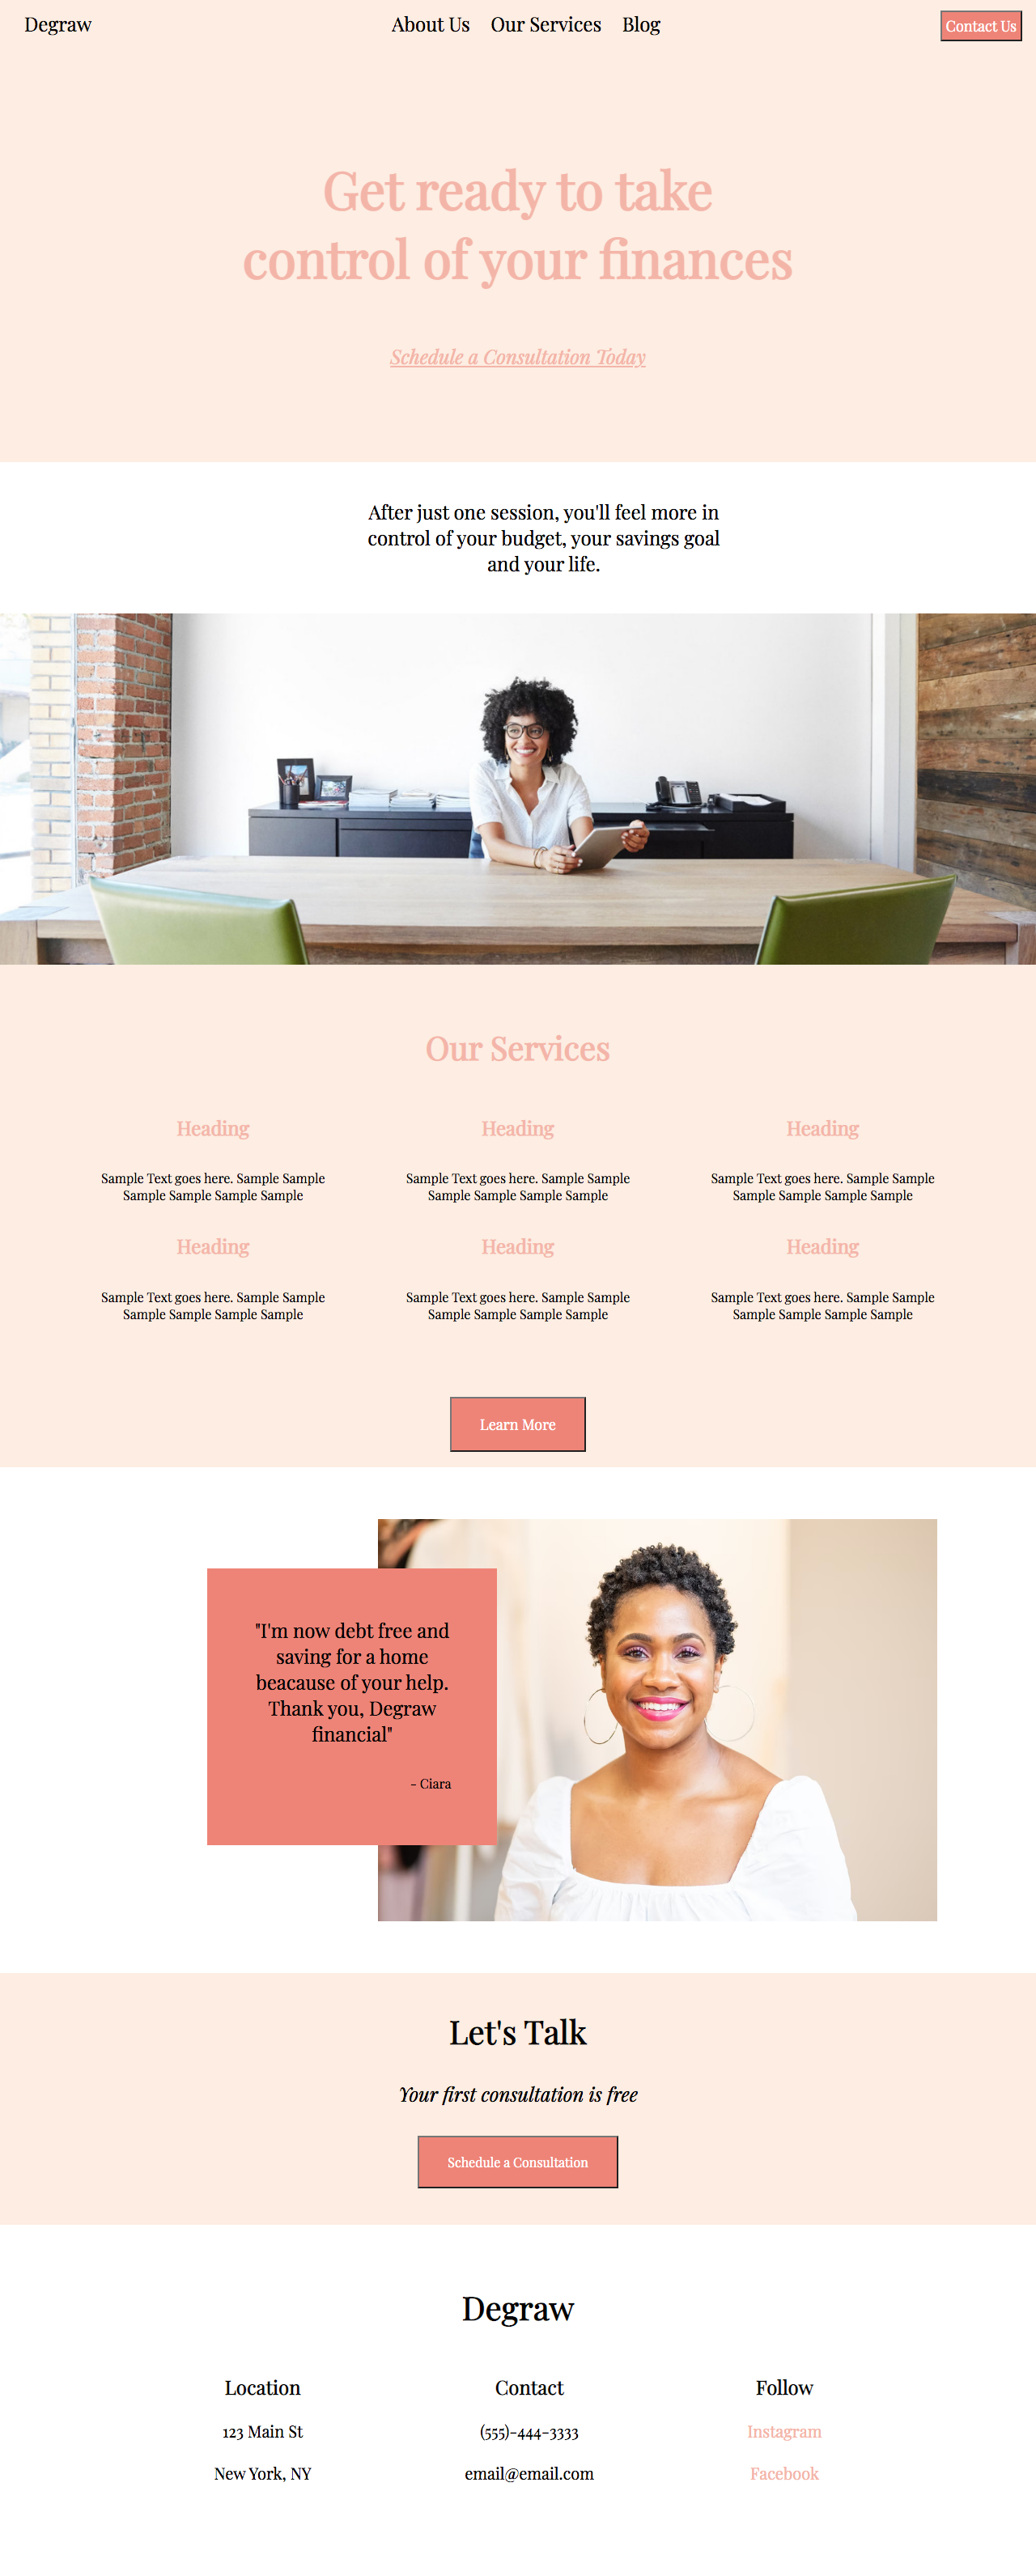 Degraw
About Us
Our Services
Blog
Contact Us
Get ready to take
control of your finances
Schedule a Consultation Today
After just one session, you'll feel more in
control of your budget, your savings goal
and your life.
Our Services
Heading
Sample Text goes here. Sample Sample
Sample Sample Sample Sample
Heading
Sample Text goes here. Sample Sample
Sample Sample Sample Sample
Heading
Sample Text goes here. Sample Sample
Sample Sample Sample Sample
Heading
Sample Text goes here. Sample Sample
Sample Sample Sample Sample
Heading
Sample Text goes here. Sample Sample
Sample Sample Sample Sample
Heading
Sample Text goes here. Sample Sample
Sample Sample Sample Sample
Learn More
"I'm now debt free and
saving for a home
beacause of your help.
Thank you, Degraw
financial"
- Ciara
Let's Talk
Your first consultation is free
Schedule a Consultation
Degraw
Location
123 Main St
New York, NY
Contact
(555)-444-3333
email@email.com
Follow
Instagram
Facebook